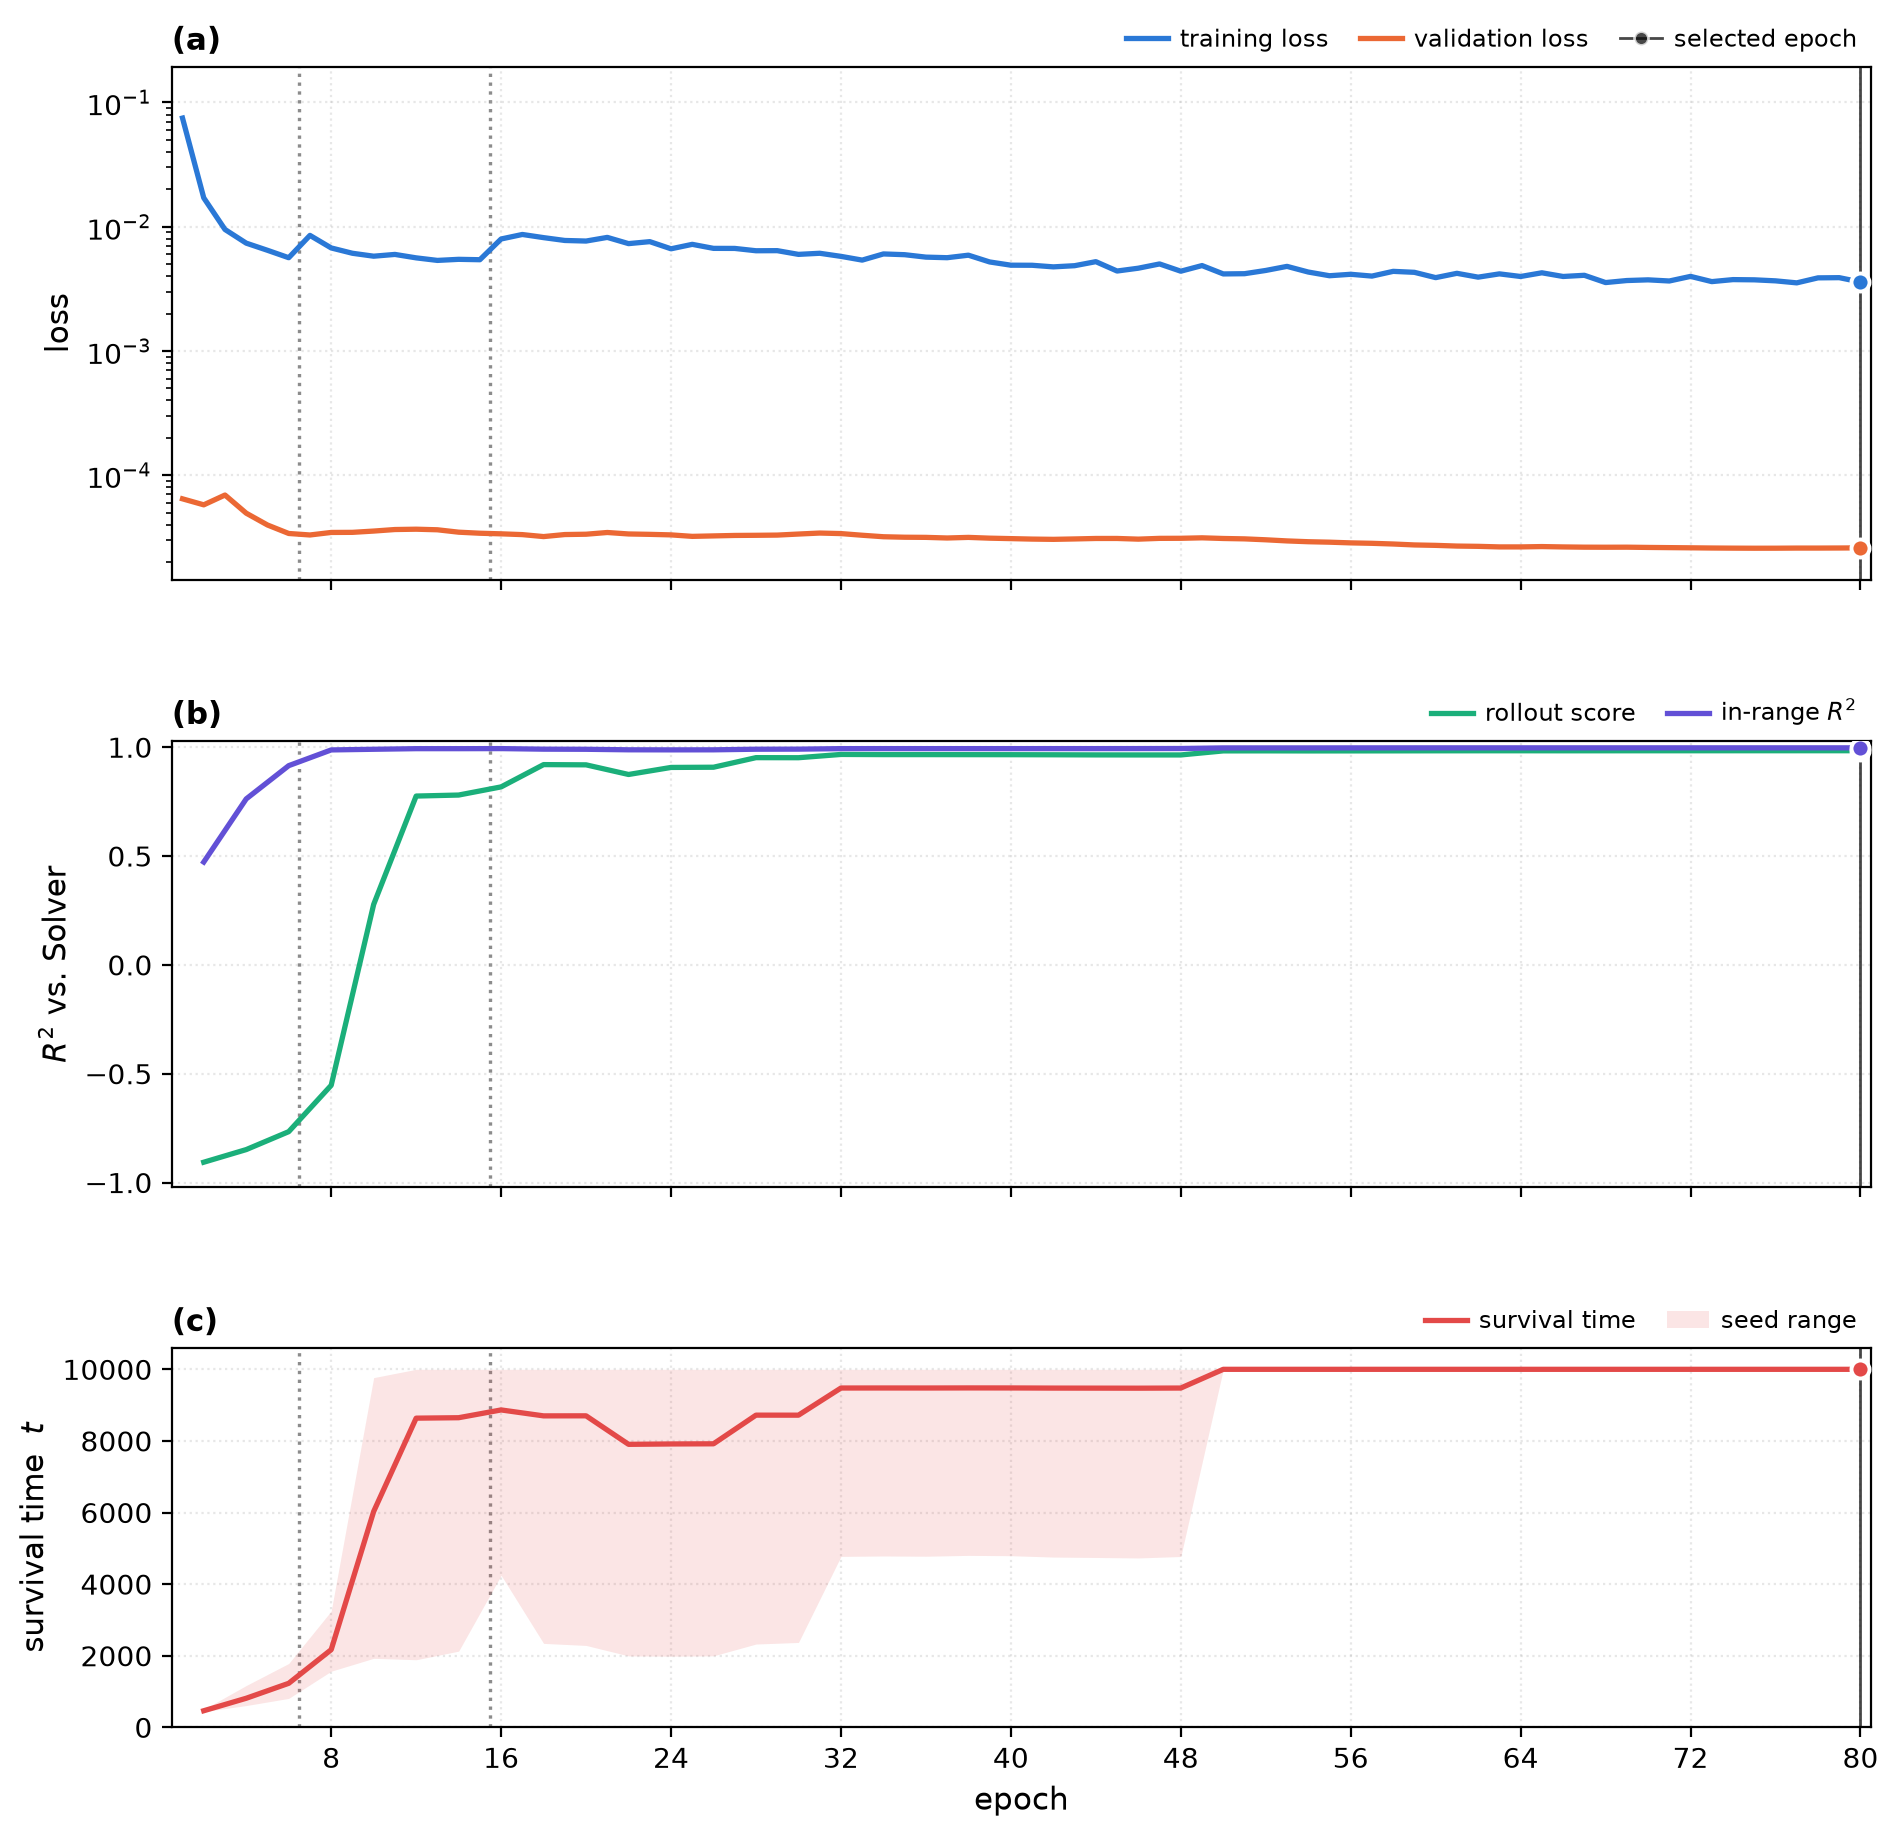 (a)
training loss
validation loss
selected epoch
10⁻¹
10⁻²
10⁻³
10⁻⁴
loss
(b)
rollout score
in-range R²
1.0
0.5
0.0
−0.5
−1.0
R² vs. Solver
(c)
survival time
seed range
10000
8000
6000
4000
2000
0
survival time t
8
16
24
32
40
48
56
64
72
80
epoch